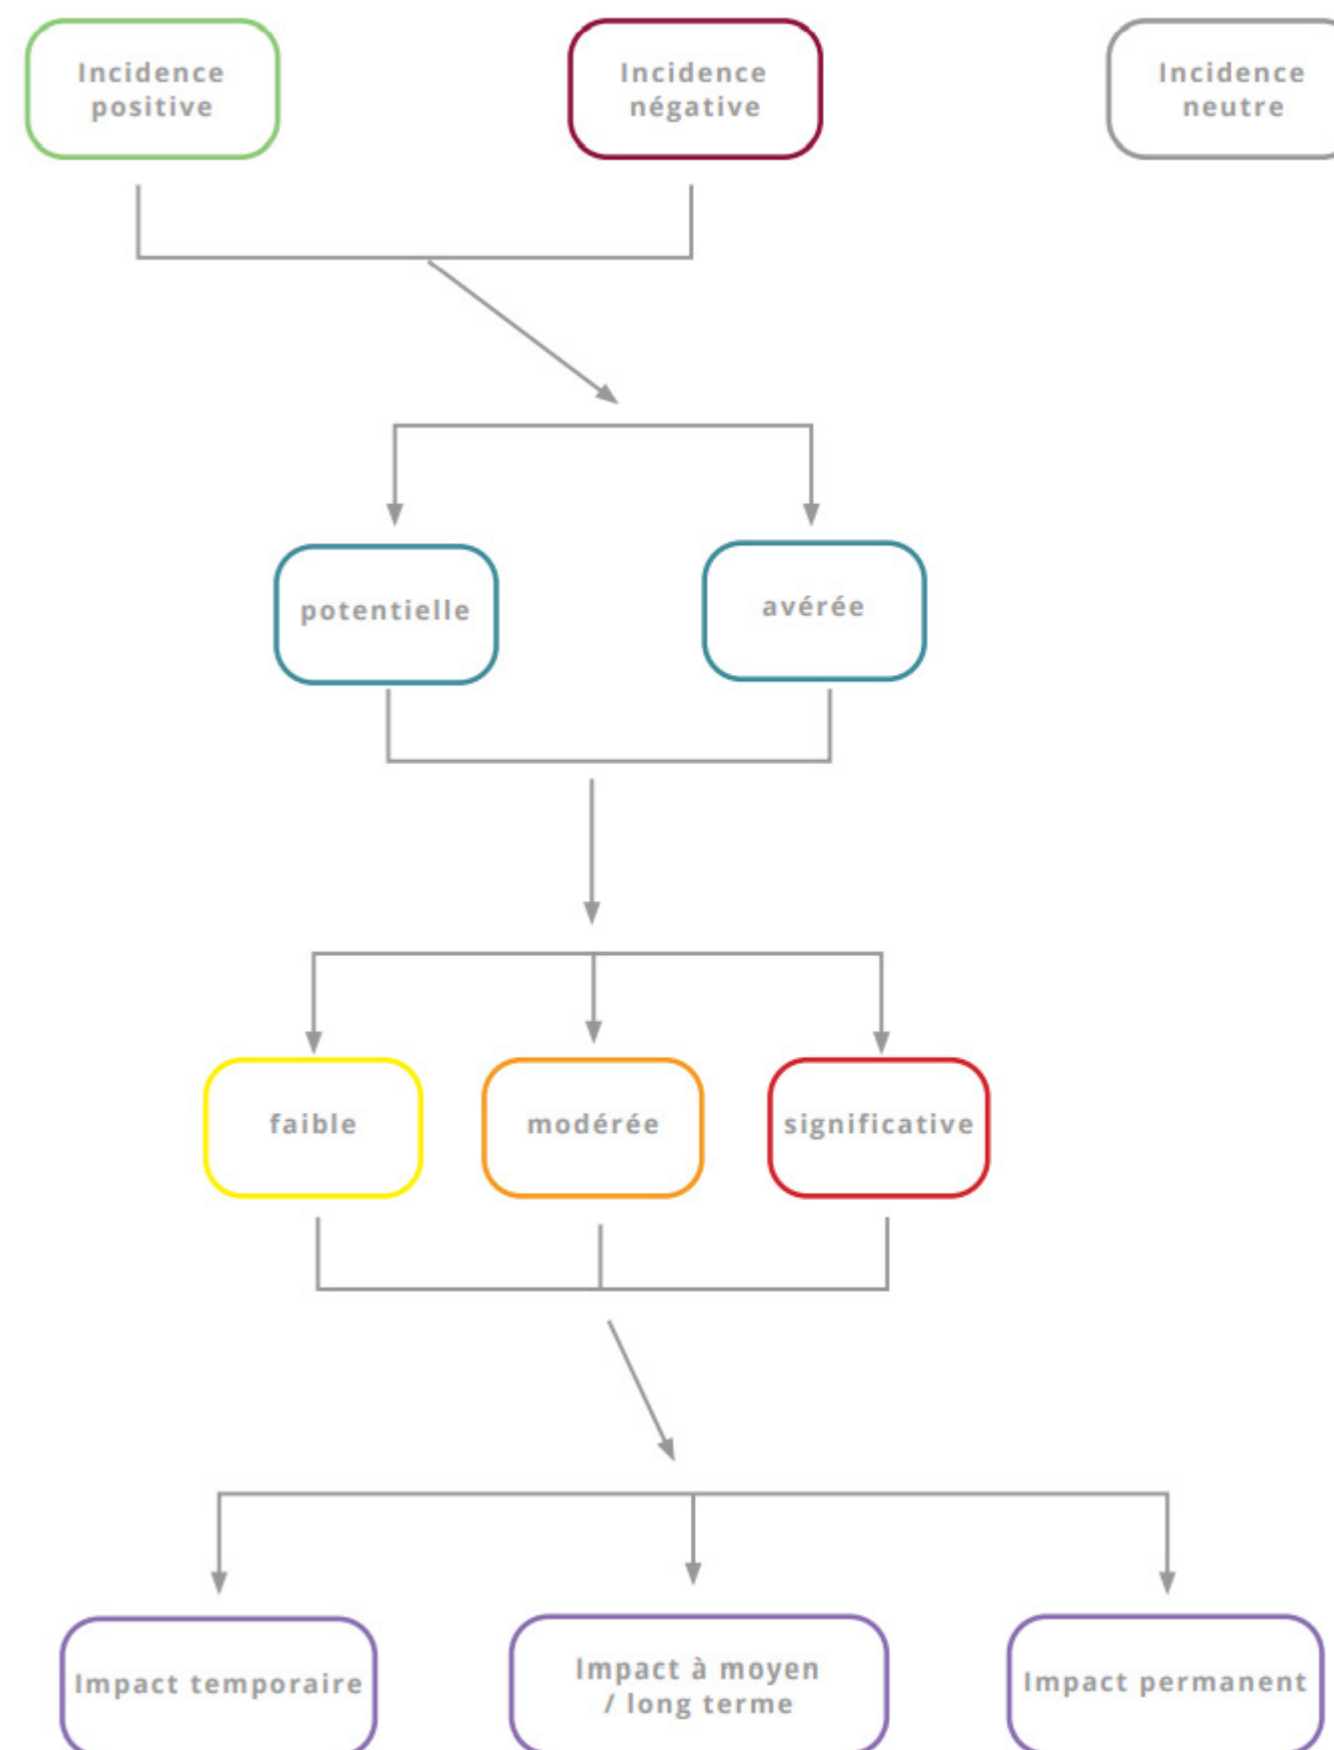 Incidence
positive
Incidence
négative
Incidence
neutre
potentielle
avérée
faible
modérée
significative
Impact temporaire
Impact à moyen
/ long terme
Impact permanent